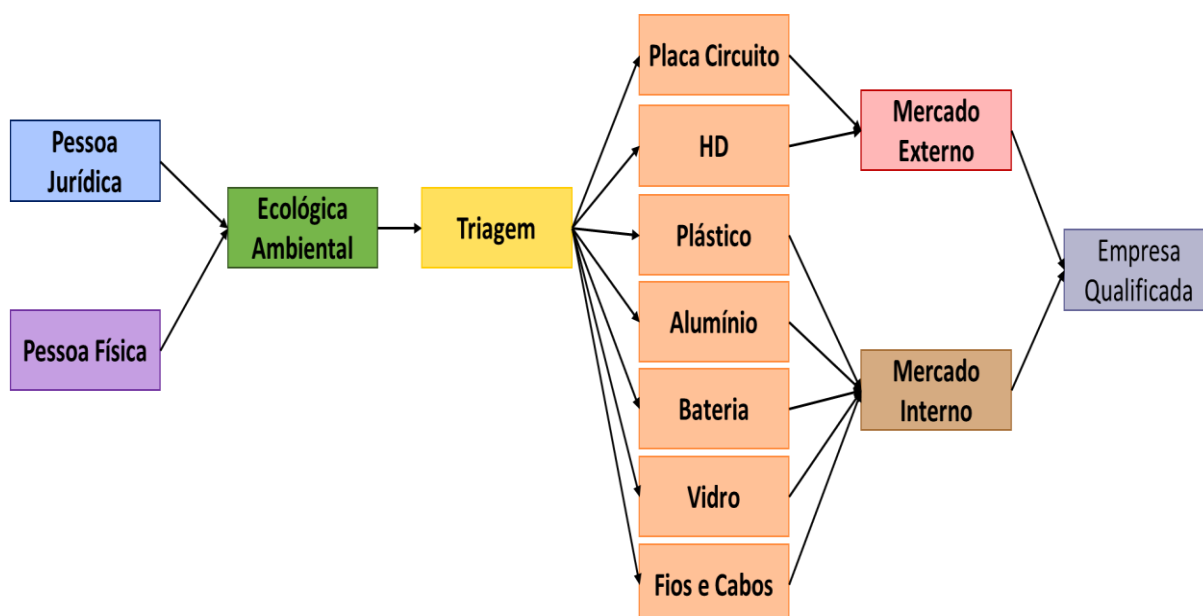 Pessoa
Jurídica
Pessoa Física
Ecológica
Ambiental
Triagem
Placa Circuito
HD
Plástico
Alumínio
Bateria
Vidro
Fios e Cabos
Mercado
Externo
Mercado
Interno
Empresa
Qualificada